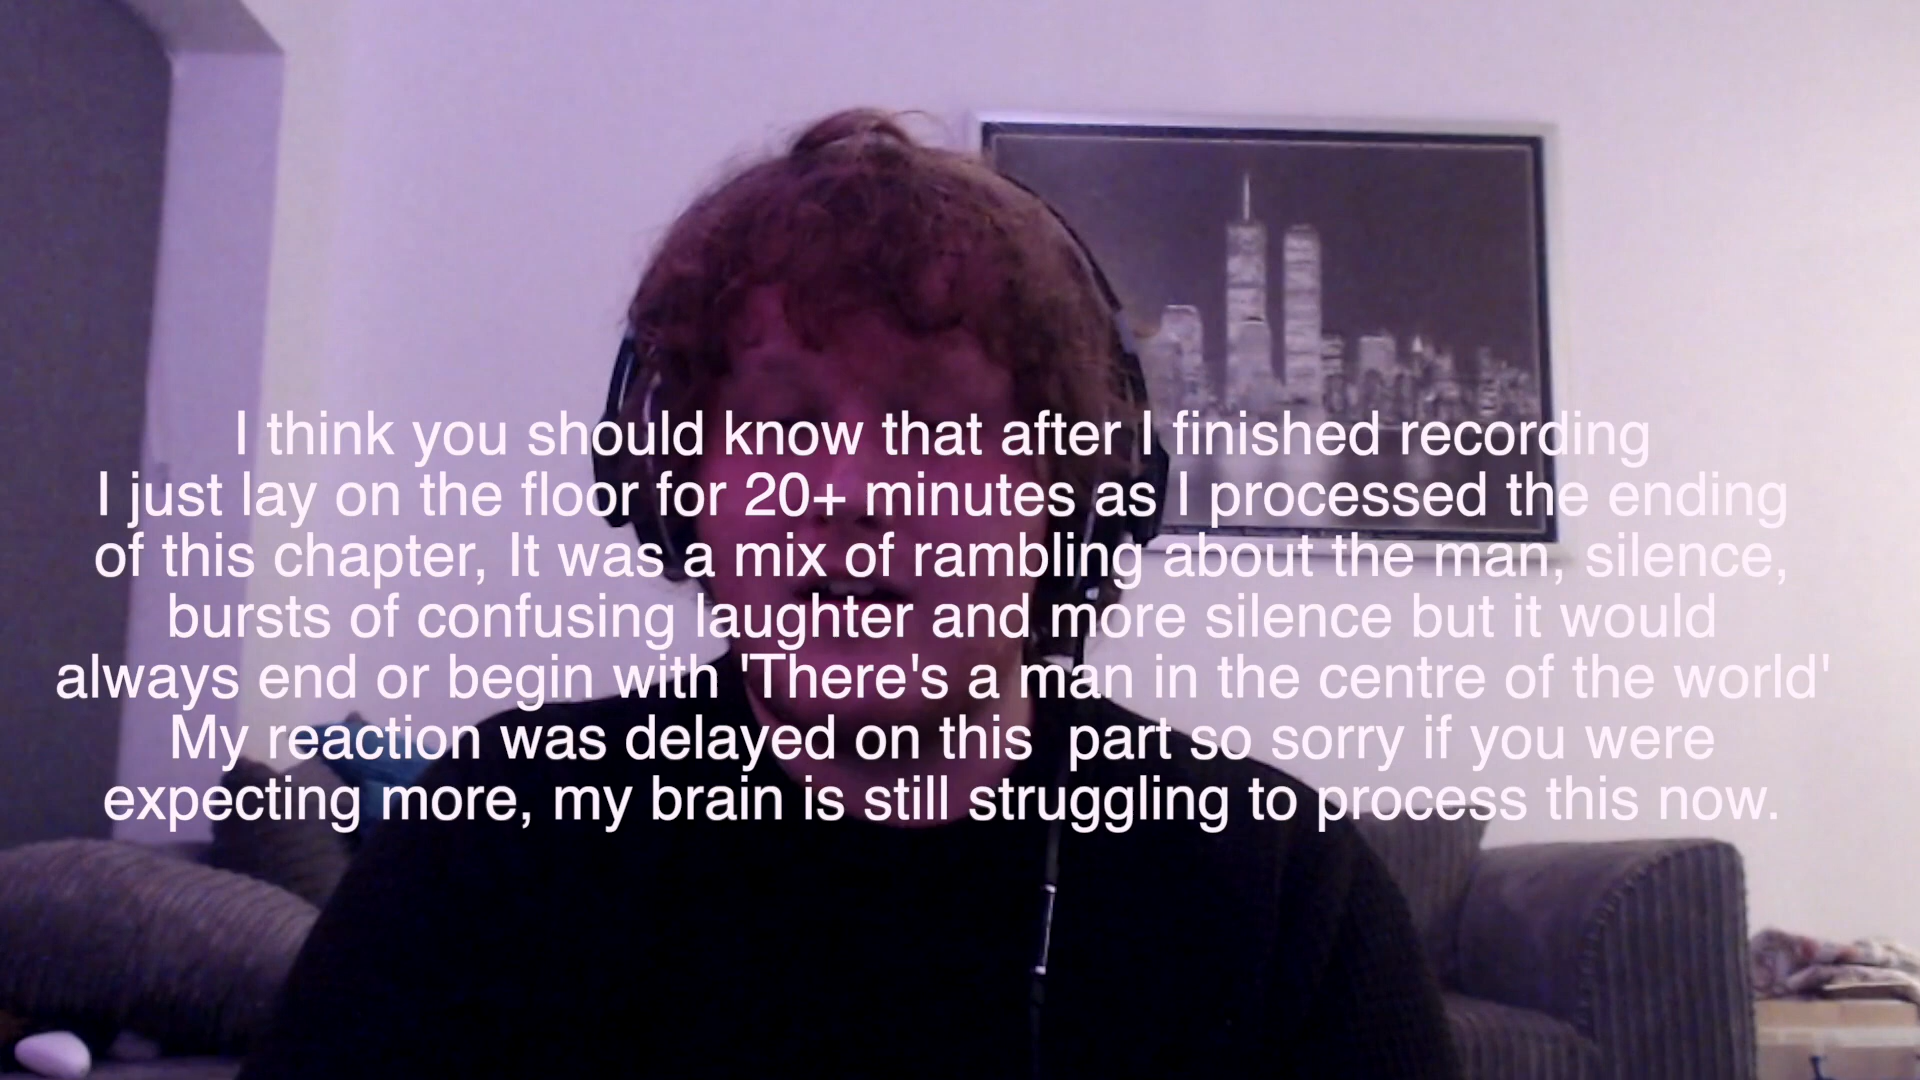 I think you should know that after I finished recording
I just lay on the floor for 20+ minutes as I processed the ending
of this chapter, It was a mix of rambling about the man, silence,
bursts of confusing laughter and more silence but it would
always end or begin with 'There's a man in the centre of the world'
My reaction was delayed on this  part so sorry if you were
expecting more, my brain is still struggling to process this now.